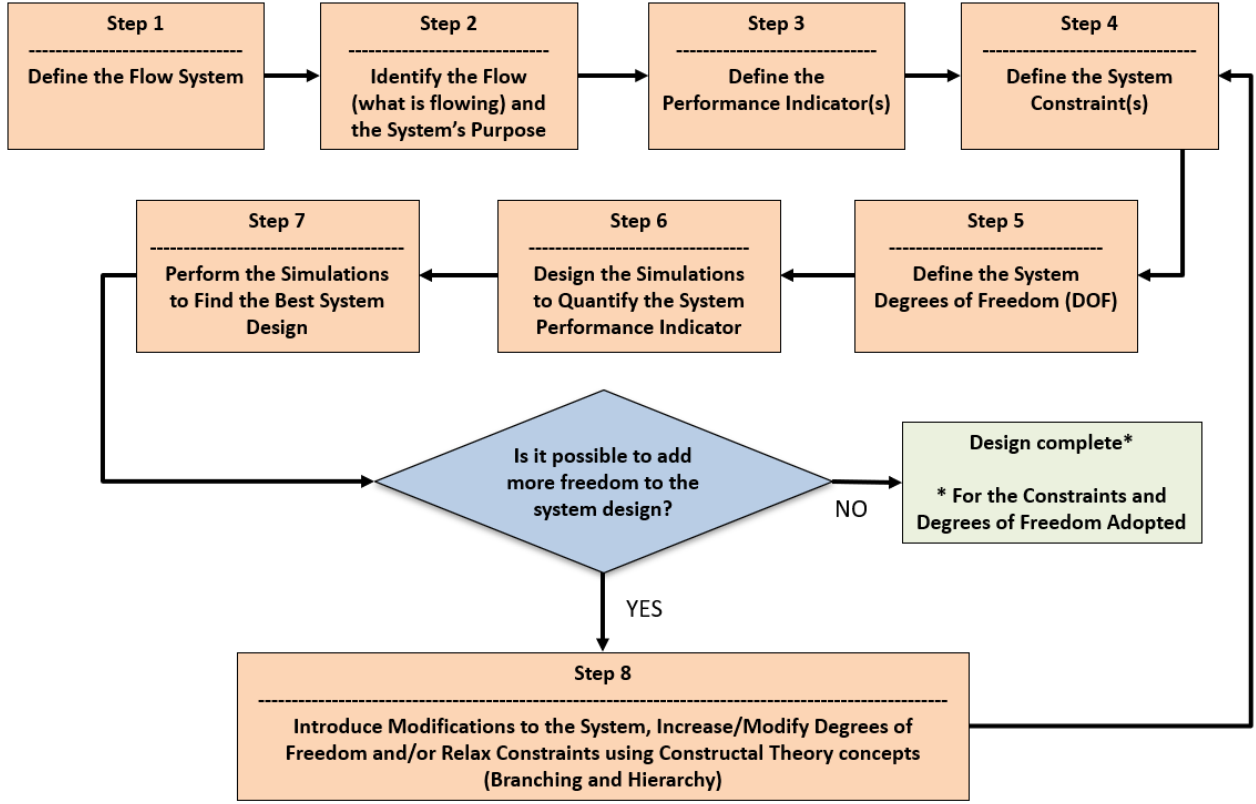 Step 1
Define the Flow System
Step 2
Identify the Flow
(what is flowing) and
the System’s Purpose
Step 3
Define the
Performance Indicator(s)
Step 4
Define the System
Constraint(s)
Step 5
Define the System
Degrees of Freedom (DOF)
Step 6
Design the Simulations
to Quantify the System
Performance Indicator
Step 7
Perform the Simulations
to Find the Best System
Design
Is it possible to add
more freedom to the
system design?
NO
Design complete*
* For the Constraints and
Degrees of Freedom Adopted
YES
Step 8
Introduce Modifications to the System, Increase/Modify Degrees of
Freedom and/or Relax Constraints using Constructal Theory concepts
(Branching and Hierarchy)